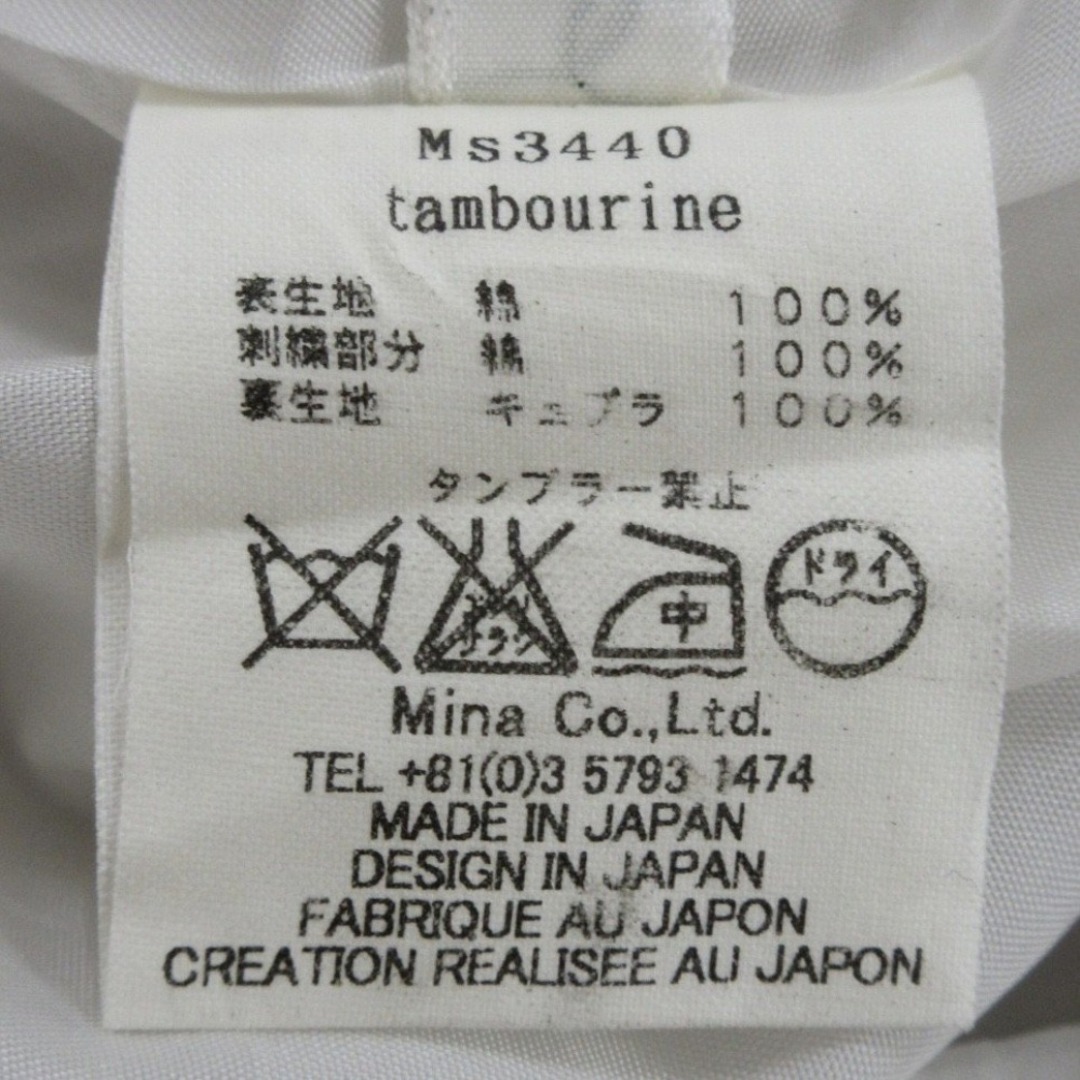 Ms3440
tambourine
表生地 綿 100%
刺繍部分 綿 100%
裏生地 キュプラ 100%
タンブラー禁止
中 ドライ
Mina Co.,Ltd.
TEL +81(0)3 5793 1474
MADE IN JAPAN
DESIGN IN JAPAN
FABRIQUE AU JAPON
CREATION REALISEE AU JAPON